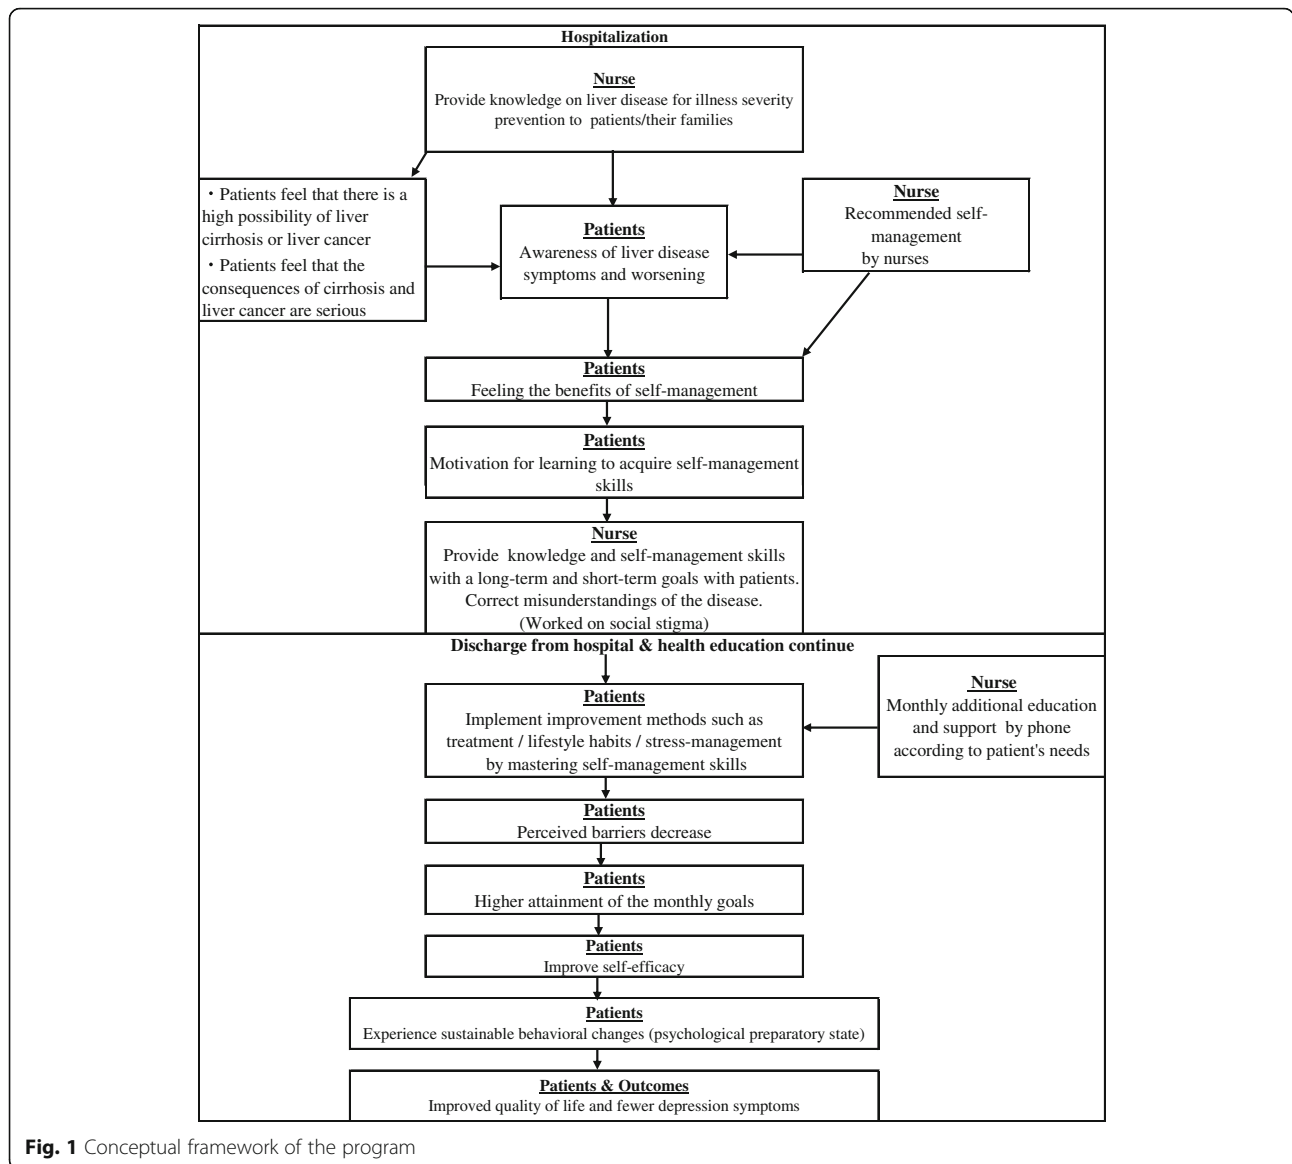 Hospitalization
Nurse
Provide knowledge on liver disease for illness severity
prevention to patients/their families
・Patients feel that there is a
high possibility of liver
cirrhosis or liver cancer
・Patients feel that the
consequences of cirrhosis and
liver cancer are serious
Patients
Awareness of liver disease
symptoms and worsening
Nurse
Recommended self-
management
by nurses
Patients
Feeling the benefits of self-management
Patients
Motivation for learning to acquire self-management
skills
Nurse
Provide knowledge and self-management skills
with a long-term and short-term goals with patients.
Correct misunderstandings of the disease.
(Worked on social stigma)
Discharge from hospital & health education continue
Patients
Implement improvement methods such as
treatment / lifestyle habits / stress-management
by mastering self-management skills
Nurse
Monthly additional education
and support by phone
according to patient's needs
Patients
Perceived barriers decrease
Patients
Higher attainment of the monthly goals
Patients
Improve self-efficacy
Patients
Experience sustainable behavioral changes (psychological preparatory state)
Patients & Outcomes
Improved quality of life and fewer depression symptoms
Fig. 1 Conceptual framework of the program